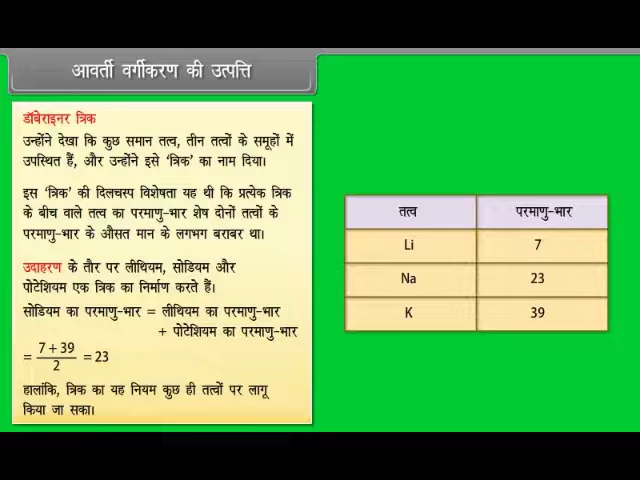 आवर्ती वर्गीकरण की उत्पत्ति
डॉबेराइनर त्रिक
उन्होंने देखा कि कुछ समान तत्व, तीन तत्वों के समूहों में
उपस्थित हैं, और उन्होंने इसे ‘त्रिक’ का नाम दिया।
इस ‘त्रिक’ की दिलचस्प विशेषता यह थी कि प्रत्येक त्रिक
के बीच वाले तत्व का परमाणु-भार शेष दोनों तत्वों के
परमाणु-भार के औसत मान के लगभग बराबर था।
उदाहरण के तौर पर लीथियम, सोडियम और
पोटेशियम एक त्रिक का निर्माण करते हैं।
सोडियम का परमाणु-भार = लीथियम का परमाणु-भार
+ पोटेशियम का परमाणु-भार
= 7 + 39 / 2 = 23
हालांकि, त्रिक का यह नियम कुछ ही तत्वों पर लागू
किया जा सका।
तत्व परमाणु-भार
Li 7
Na 23
K 39